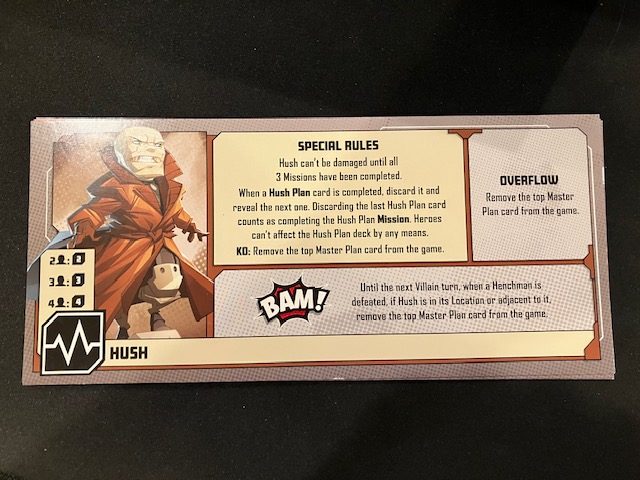 SPECIAL RULES
Hush can't be damaged until all
3 Missions have been completed.
When a Hush Plan card is completed, discard it and
reveal the next one. Discarding the last Hush Plan card
counts as completing the Hush Plan Mission. Heroes
can't affect the Hush Plan deck by any means.
KO: Remove the top Master Plan card from the game.
OVERFLOW
Remove the top Master
Plan card from the game.
2 : 2
3 : 3
4 : 4
BAM!
Until the next Villain turn, when a Henchman is
defeated, if Hush is in its Location or adjacent to it,
remove the top Master Plan card from the game.
HUSH